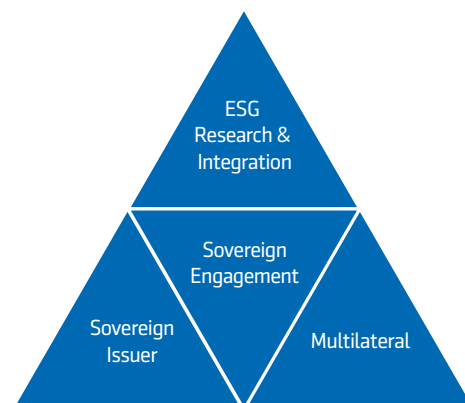 ESG
Research &
Integration
Sovereign
Engagement
Sovereign
Issuer
Multilateral